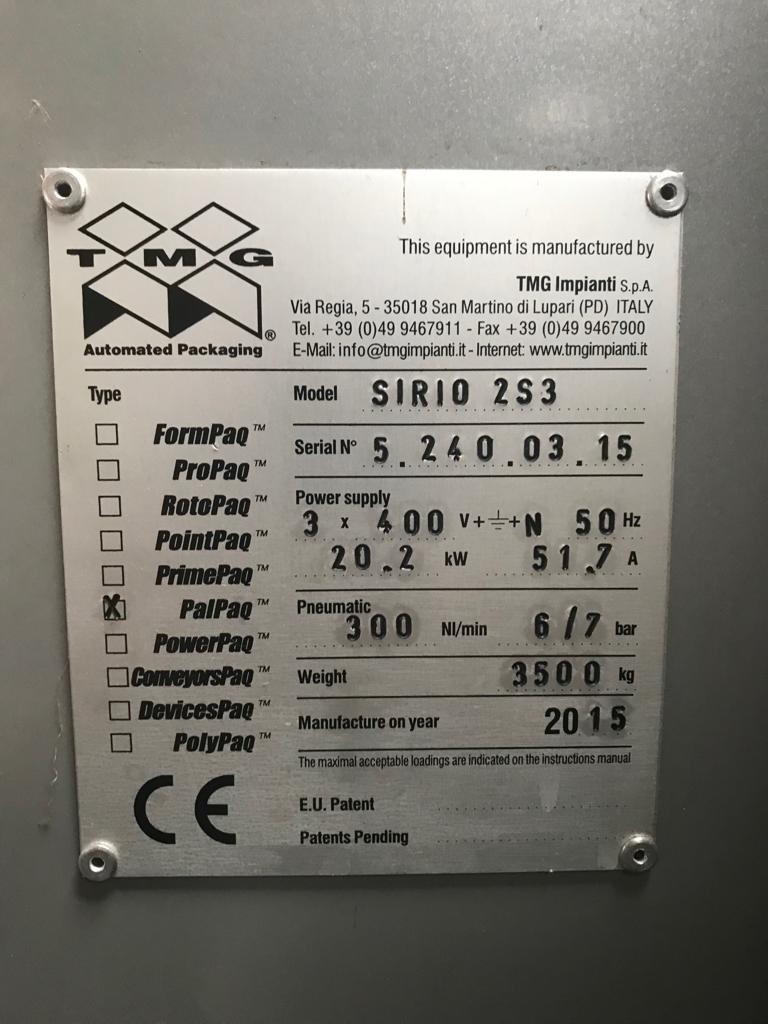 TMG
®
Automated Packaging
This equipment is manufactured by
TMG Impianti S.p.A.
Via Regia, 5 - 35018 San Martino di Lupari (PD) ITALY
Tel. +39 (0)49 9467911 - Fax +39 (0)49 9467900
E-Mail: info@tmgimpianti.it - Internet: www.tmgimpianti.it
Type
FormPaq™
ProPaq™
RotoPaq™
PointPaq™
PrimePaq™
X PalPaq™
PowerPaq™
ConveyorsPaq™
DevicesPaq™
PolyPaq™
CE
Model SIRIO 2S3
Serial N° 5.240.03.15
Power supply
3 x 400 V+⏚+N 50 Hz
20.2 kW 51.7 A
Pneumatic
300 Nl/min 6/7 bar
Weight 3500 kg
Manufacture on year 2015
The maximal acceptable loadings are indicated on the instructions manual
E.U. Patent
Patents Pending